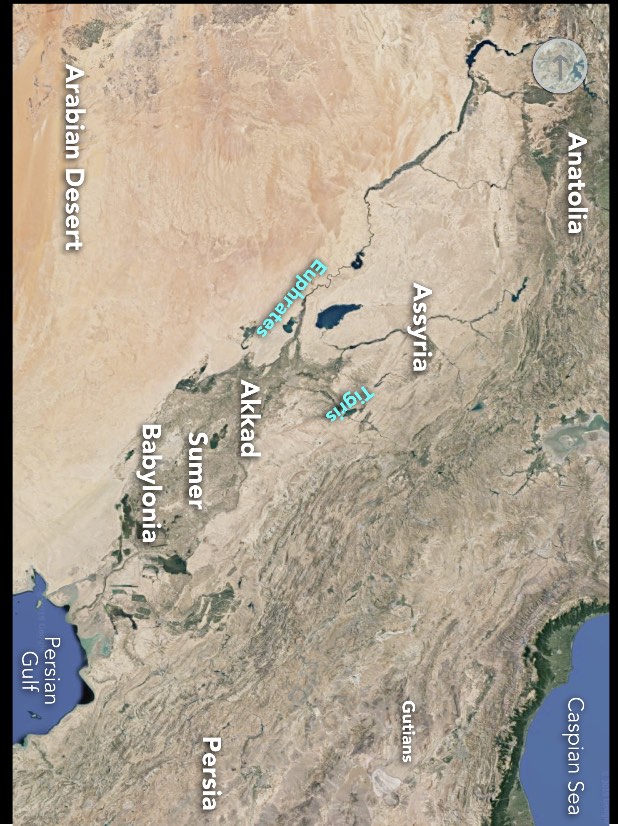 Anatolia
Caspian Sea
Assyria
Gutians
Tigris
Euphrates
Akkad
Sumer
Persia
Babylonia
Arabian Desert
Persian
Gulf